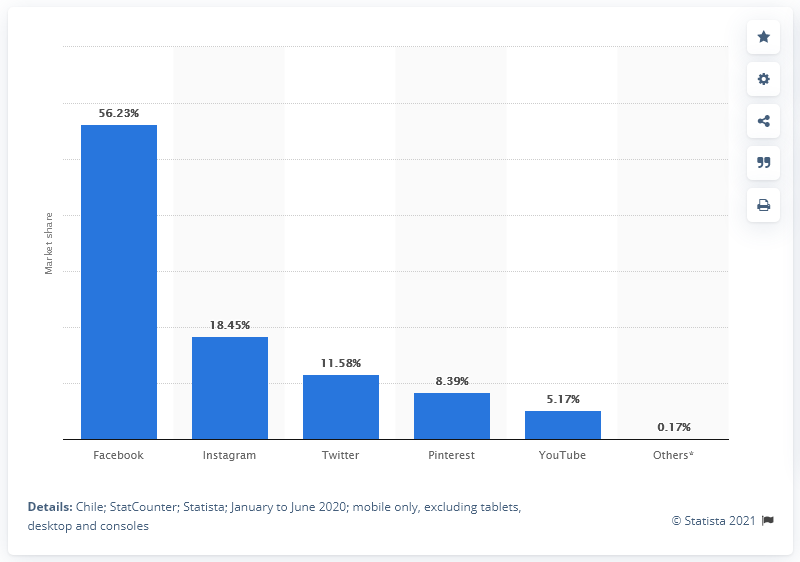 56.23%
18.45%
11.58%
8.39%
5.17%
0.17%
Market share
Facebook
Instagram
Twitter
Pinterest
YouTube
Others*
Details: Chile; StatCounter; Statista; January to June 2020; mobile only, excluding tablets,
desktop and consoles
© Statista 2021